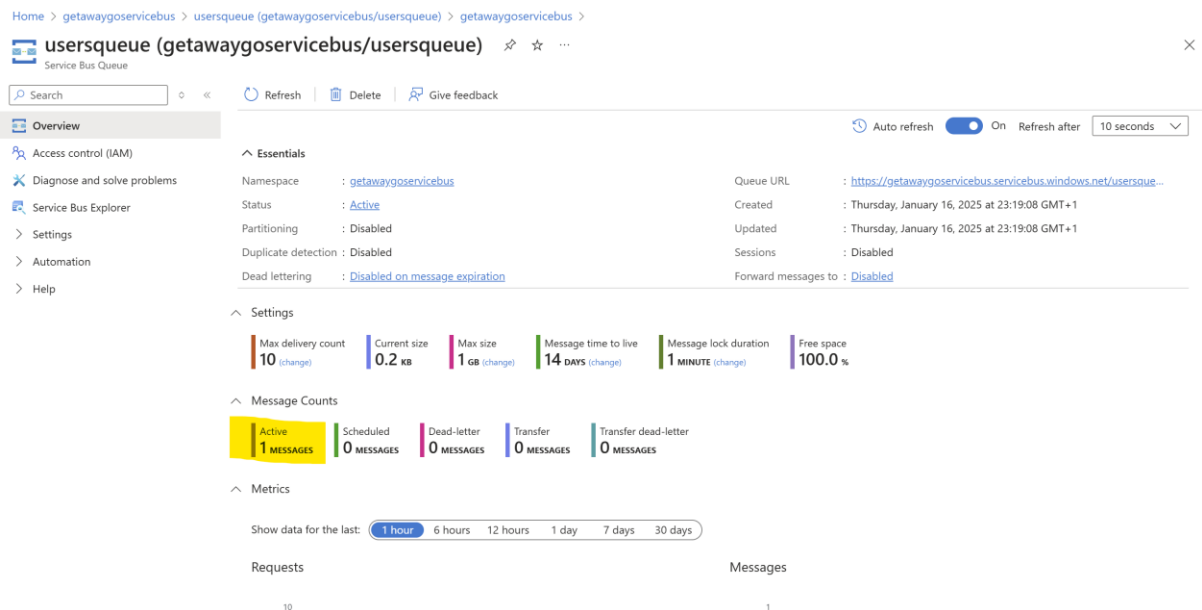 Home > getawaygoservicebus > usersqueue (getawaygoservicebus/usersqueue) > getawaygoservicebus >
usersqueue (getawaygoservicebus/usersqueue)
Service Bus Queue
Search
Overview
Access control (IAM)
Diagnose and solve problems
Service Bus Explorer
Settings
Automation
Help
Refresh Delete Give feedback
Auto refresh On Refresh after 10 seconds
Essentials
Namespace : getawaygoservicebus
Status : Active
Partitioning : Disabled
Duplicate detection : Disabled
Dead lettering : Disabled on message expiration
Queue URL : https://getawaygoservicebus.servicebus.windows.net/usersque...
Created : Thursday, January 16, 2025 at 23:19:08 GMT+1
Updated : Thursday, January 16, 2025 at 23:19:08 GMT+1
Sessions : Disabled
Forward messages to : Disabled
Settings
Max delivery count Current size Max size Message time to live Message lock duration Free space
10 (change) 0.2 KB 1 GB (change) 14 DAYS (change) 1 MINUTE (change) 100.0 %
Message Counts
Active Scheduled Dead-letter Transfer Transfer dead-letter
1 MESSAGES 0 MESSAGES 0 MESSAGES 0 MESSAGES 0 MESSAGES
Metrics
Show data for the last: 1 hour 6 hours 12 hours 1 day 7 days 30 days
Requests Messages
10 1